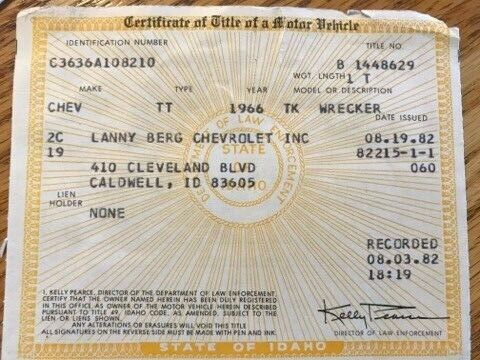 Certificate of Title of a Motor Vehicle
IDENTIFICATION NUMBER TITLE NO.
C3636A108210 B 1448629
WGT. LNGTH 1 T
MAKE TYPE YEAR MODEL OR DESCRIPTION
CHEV TT 1966 TK WRECKER
DATE ISSUED
2C LANNY BERG CHEVROLET INC 08.19.82
19 82215-1-1
410 CLEVELAND BLVD 060
CALDWELL, ID 83605
LIEN
HOLDER
NONE
RECORDED
08.03.82
18:19
I, KELLY PEARCE, DIRECTOR OF THE DEPARTMENT OF LAW ENFORCEMENT,
CERTIFY THAT THE OWNER NAMED HEREIN HAS BEEN DULY REGISTERED
IN THIS OFFICE AS OWNER OF THE MOTOR VEHICLE HEREIN DESCRIBED
PURSUANT TO TITLE 49, IDAHO CODE, AS AMENDED, SUBJECT TO THE
LIEN OR LIENS SHOWN.
ANY ALTERATIONS OR ERASURES WILL VOID THIS TITLE
ALL SIGNATURES ON THE REVERSE SIDE MUST BE MADE WITH PEN AND INK.
Kelly Pearce
DIRECTOR OF LAW ENFORCEMENT
STATE OF IDAHO
LAW
STATE
OF